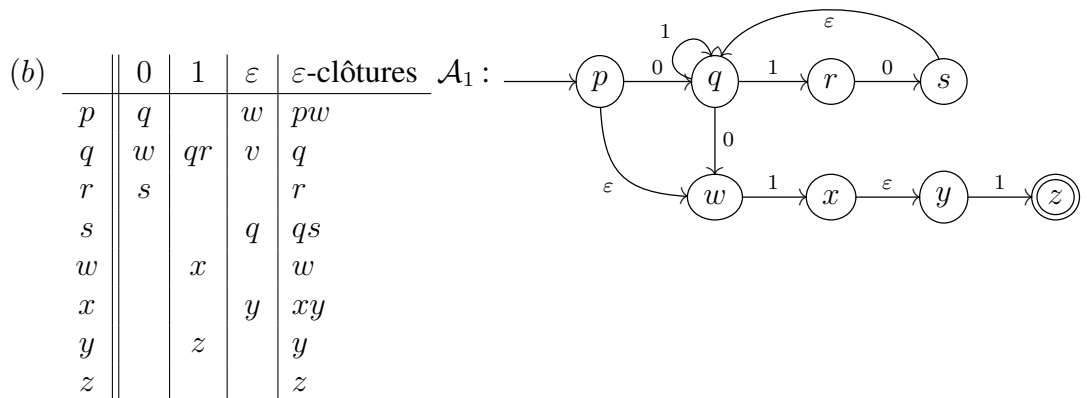 (b) 0 1 ε ε-clôtures 𝒜₁ :
p q w pw
q w qr v q
r s r
s q qs
w x w
x y xy
y z y
z z
ε
1
p 0 q 1 r 0 s
0
ε
w 1 x ε y 1 z